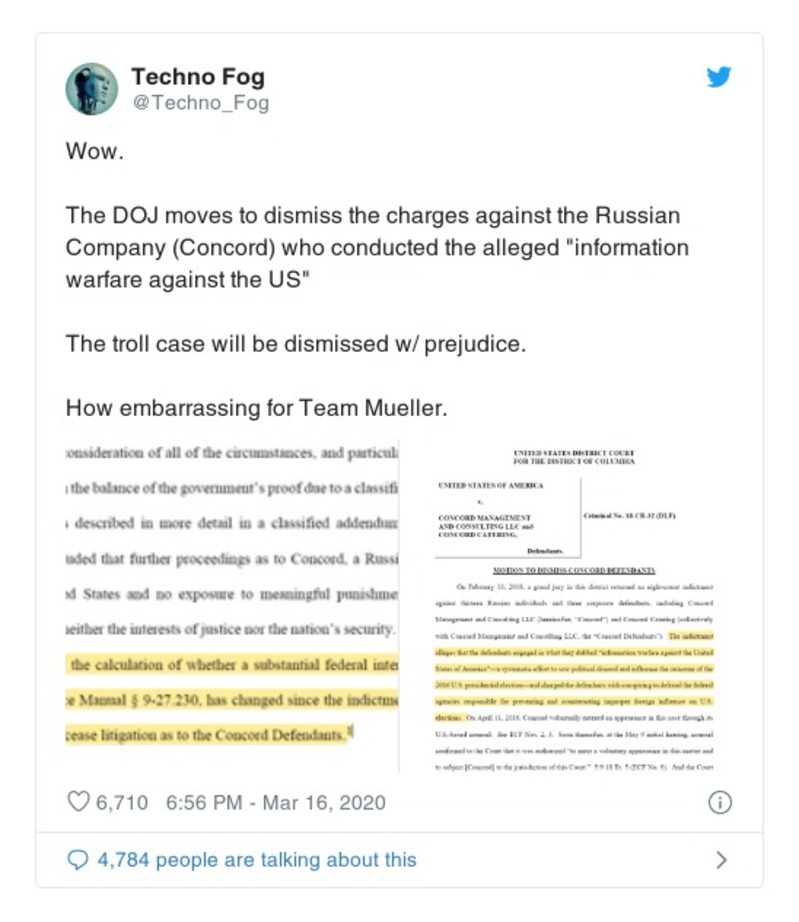 Techno Fog
@Techno_Fog
Wow.
The DOJ moves to dismiss the charges against the Russian
Company (Concord) who conducted the alleged "information
warfare against the US"
The troll case will be dismissed w/ prejudice.
How embarrassing for Team Mueller.
onsideration of all of the circumstances, and particula
the balance of the government's proof due to a classifi
described in more detail in a classified addendum
uded that further proceedings as to Concord, a Russi
d States and no exposure to meaningful punishme
neither the interests of justice nor the nation's security.
the calculation of whether a substantial federal inte
e Manual § 9-27.230, has changed since the indictme
cease litigation as to the Concord Defendants.
UNITED STATES DISTRICT COURT
FOR THE DISTRICT OF COLUMBIA
UNITED STATES OF AMERICA
v.
CONCORD MANAGEMENT
AND CONSULTING LLC and
CONCORD CATERING,
Defendants.
Criminal No. 18-CR-32 (DLF)
MOTION TO DISMISS CONCORD DEFENDANTS
On February 16, 2018, a grand jury in this district returned an eight-count indictment
against thirteen Russian individuals and three corporate defendants, including Concord
Management and Consulting LLC (hereinafter, "Concord") and Concord Catering (collectively
with Concord Management and Consulting LLC, the "Concord Defendants"). The indictment
alleges that the defendants engaged in what they dubbed "information warfare against the United
States of America"—a systematic effort to sow political discord and influence the outcome of the
2016 U.S. presidential election—and charged the defendants with conspiring to defraud the federal
agencies responsible for preventing and counteracting improper foreign influence on U.S.
elections. On April 11, 2018, Concord voluntarily entered an appearance in this case through its
U.S.-based counsel. See ECF Nos. 2, 3. Soon thereafter, at the May 9 initial hearing, counsel
confirmed to the Court that it was authorized "to enter a voluntary appearance in this matter and
to subject [Concord] to the jurisdiction of this Court." 5/9/18 Tr. 5 (ECF No. 9). And the Court
6,710 6:56 PM - Mar 16, 2020
4,784 people are talking about this